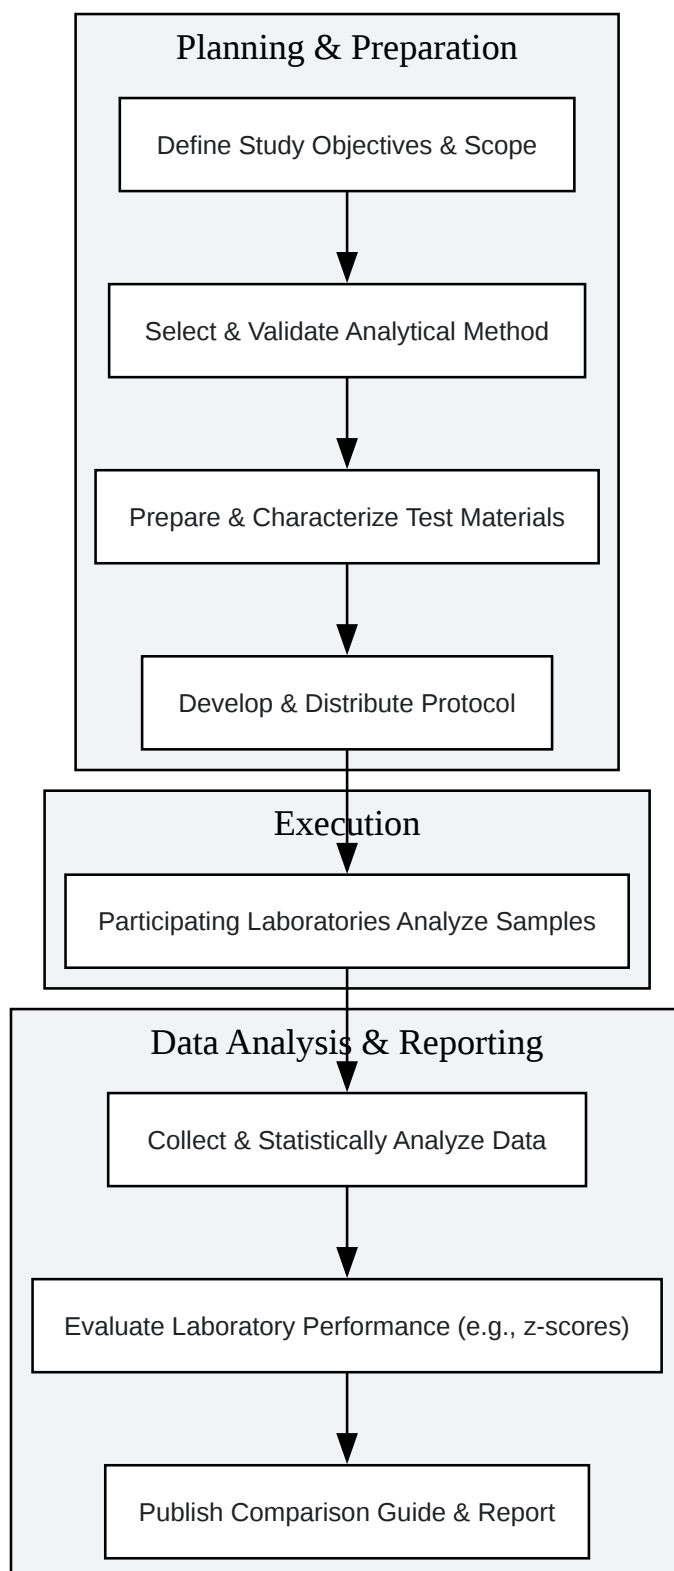 Planning & Preparation
Define Study Objectives & Scope
Select & Validate Analytical Method
Prepare & Characterize Test Materials
Develop & Distribute Protocol
Execution
Participating Laboratories Analyze Samples
Data Analysis & Reporting
Collect & Statistically Analyze Data
Evaluate Laboratory Performance (e.g., z-scores)
Publish Comparison Guide & Report